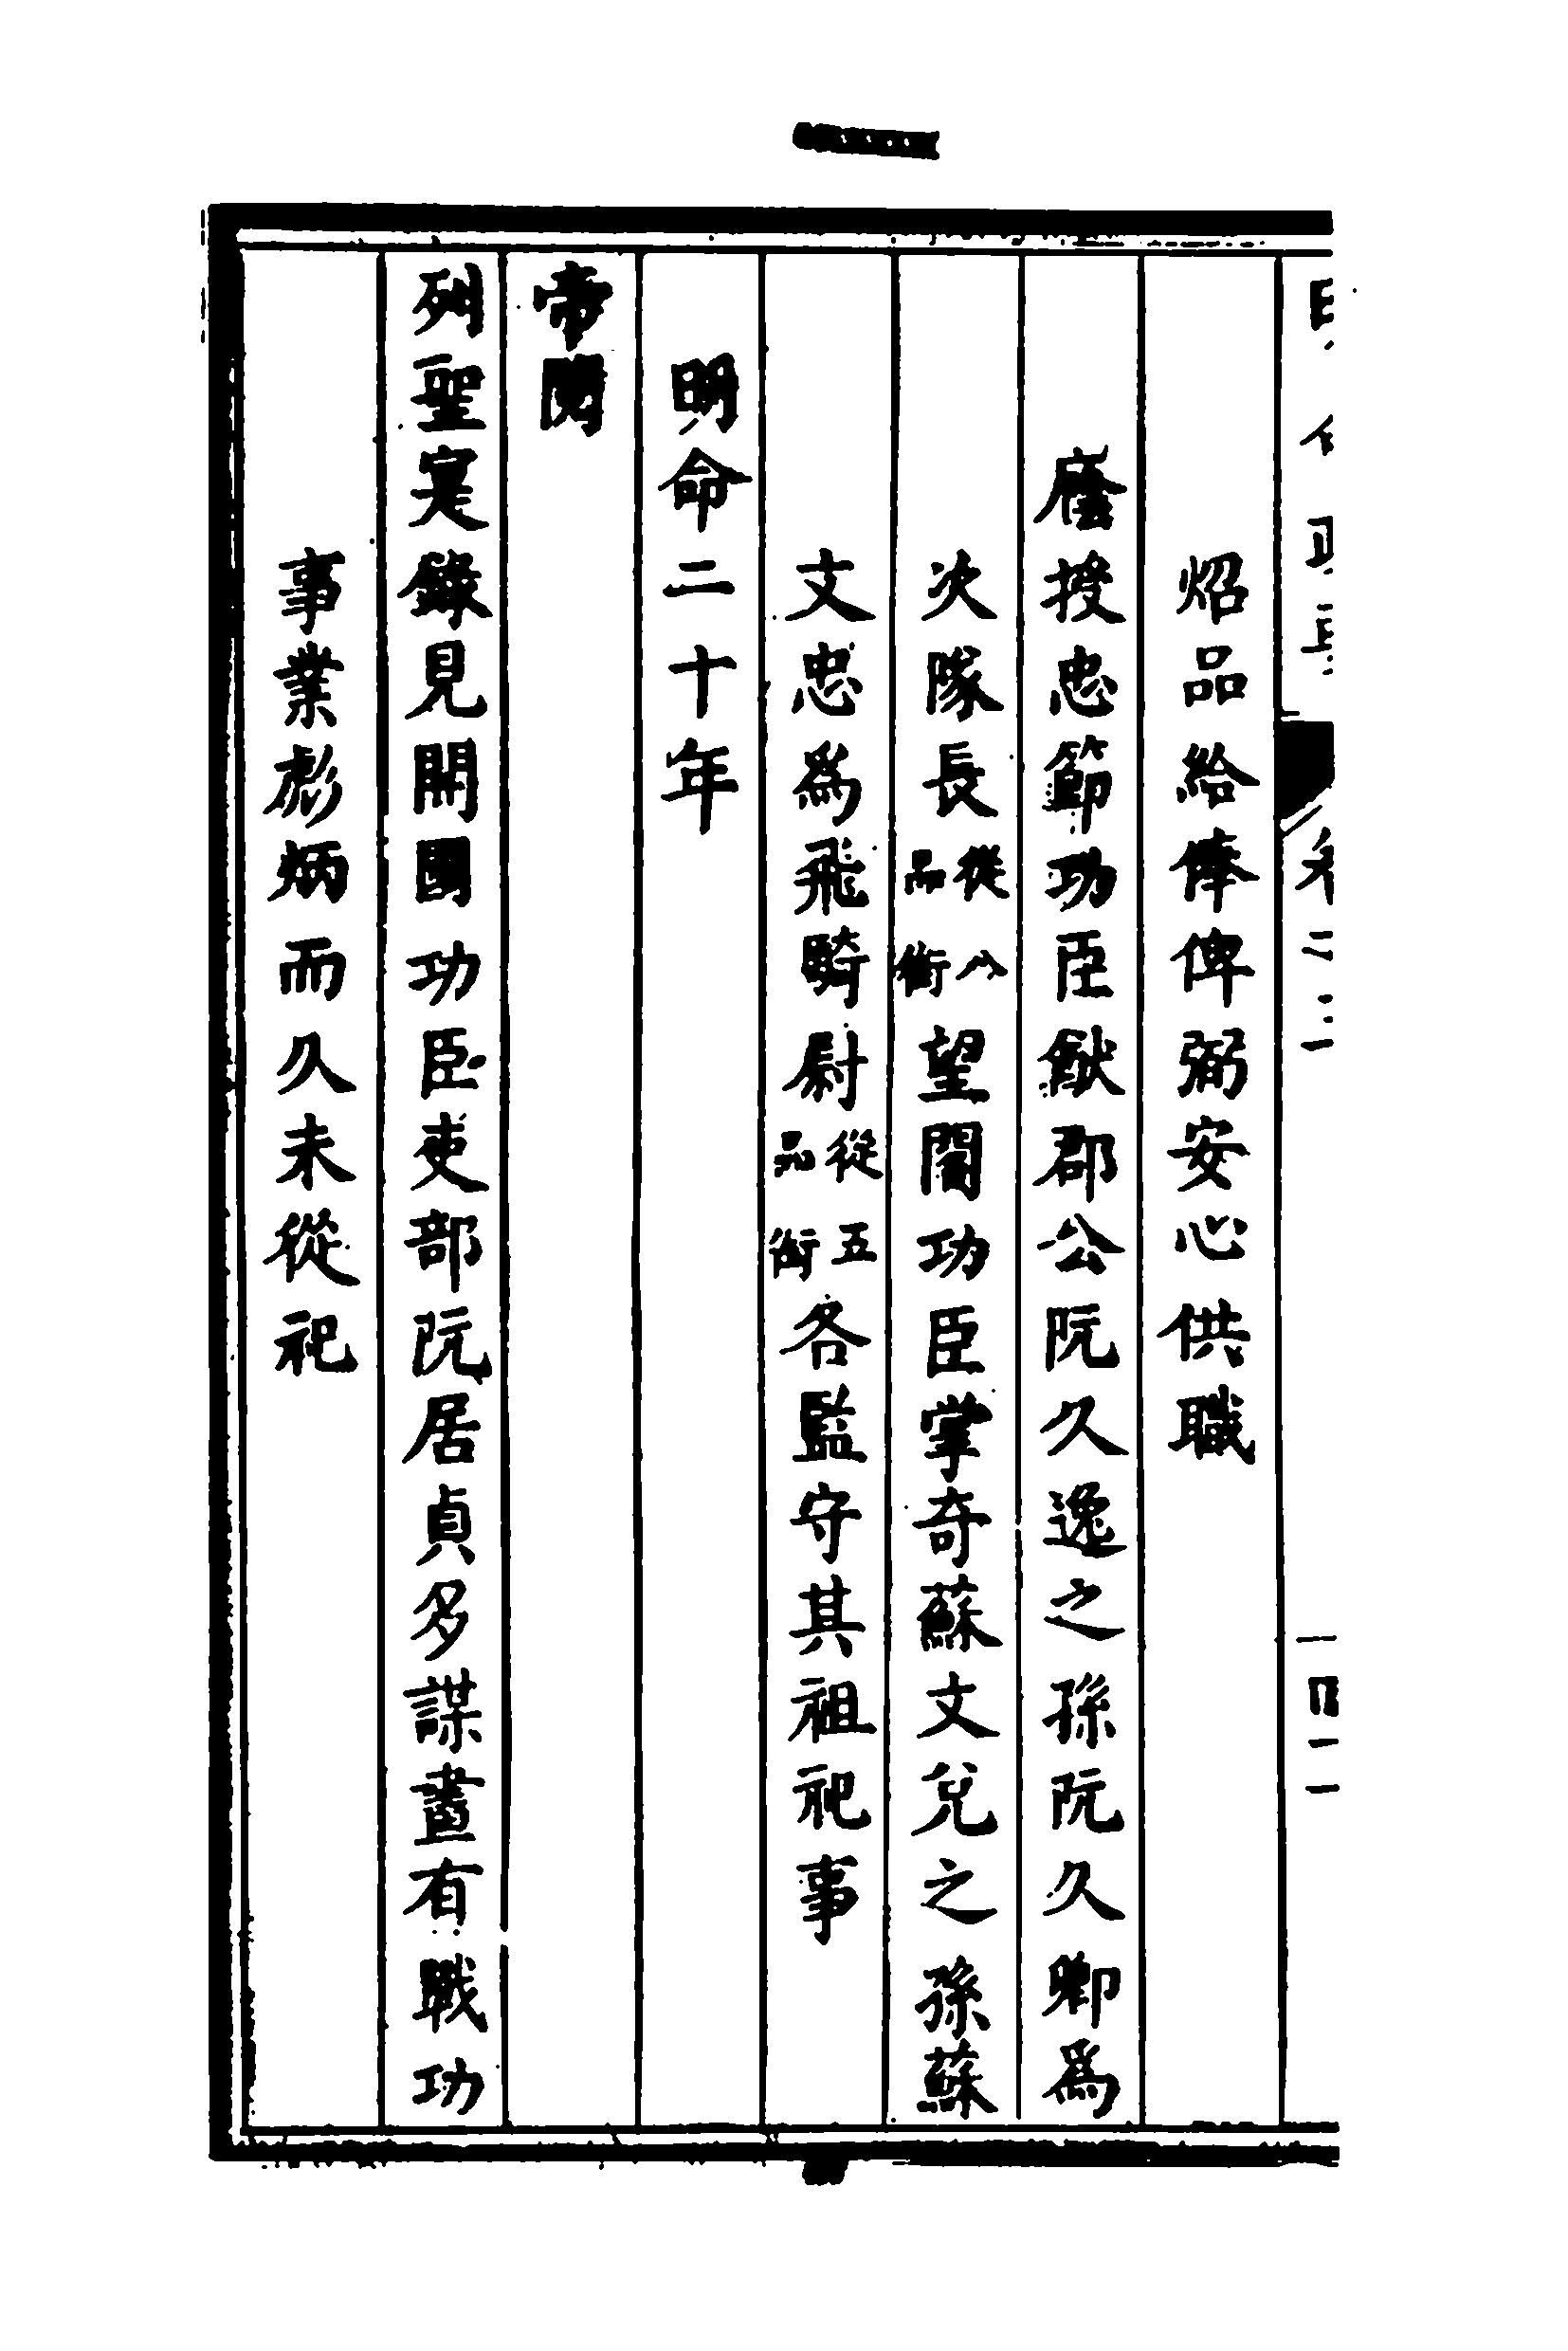 炤品給俸俾弼安心供職
廕授忠節功臣猷郡公阮久逸之孫阮久卿爲
次隊長從八品銜望閣功臣掌奇蘇文兌之孫蘇
文忠爲飛騎尉從五品銜各監守其祖祀事
明命二十年
帝閱
列聖寔錄見開國功臣吏部阮居貞多謀畫有戰功
事業彪炳而久未從祀